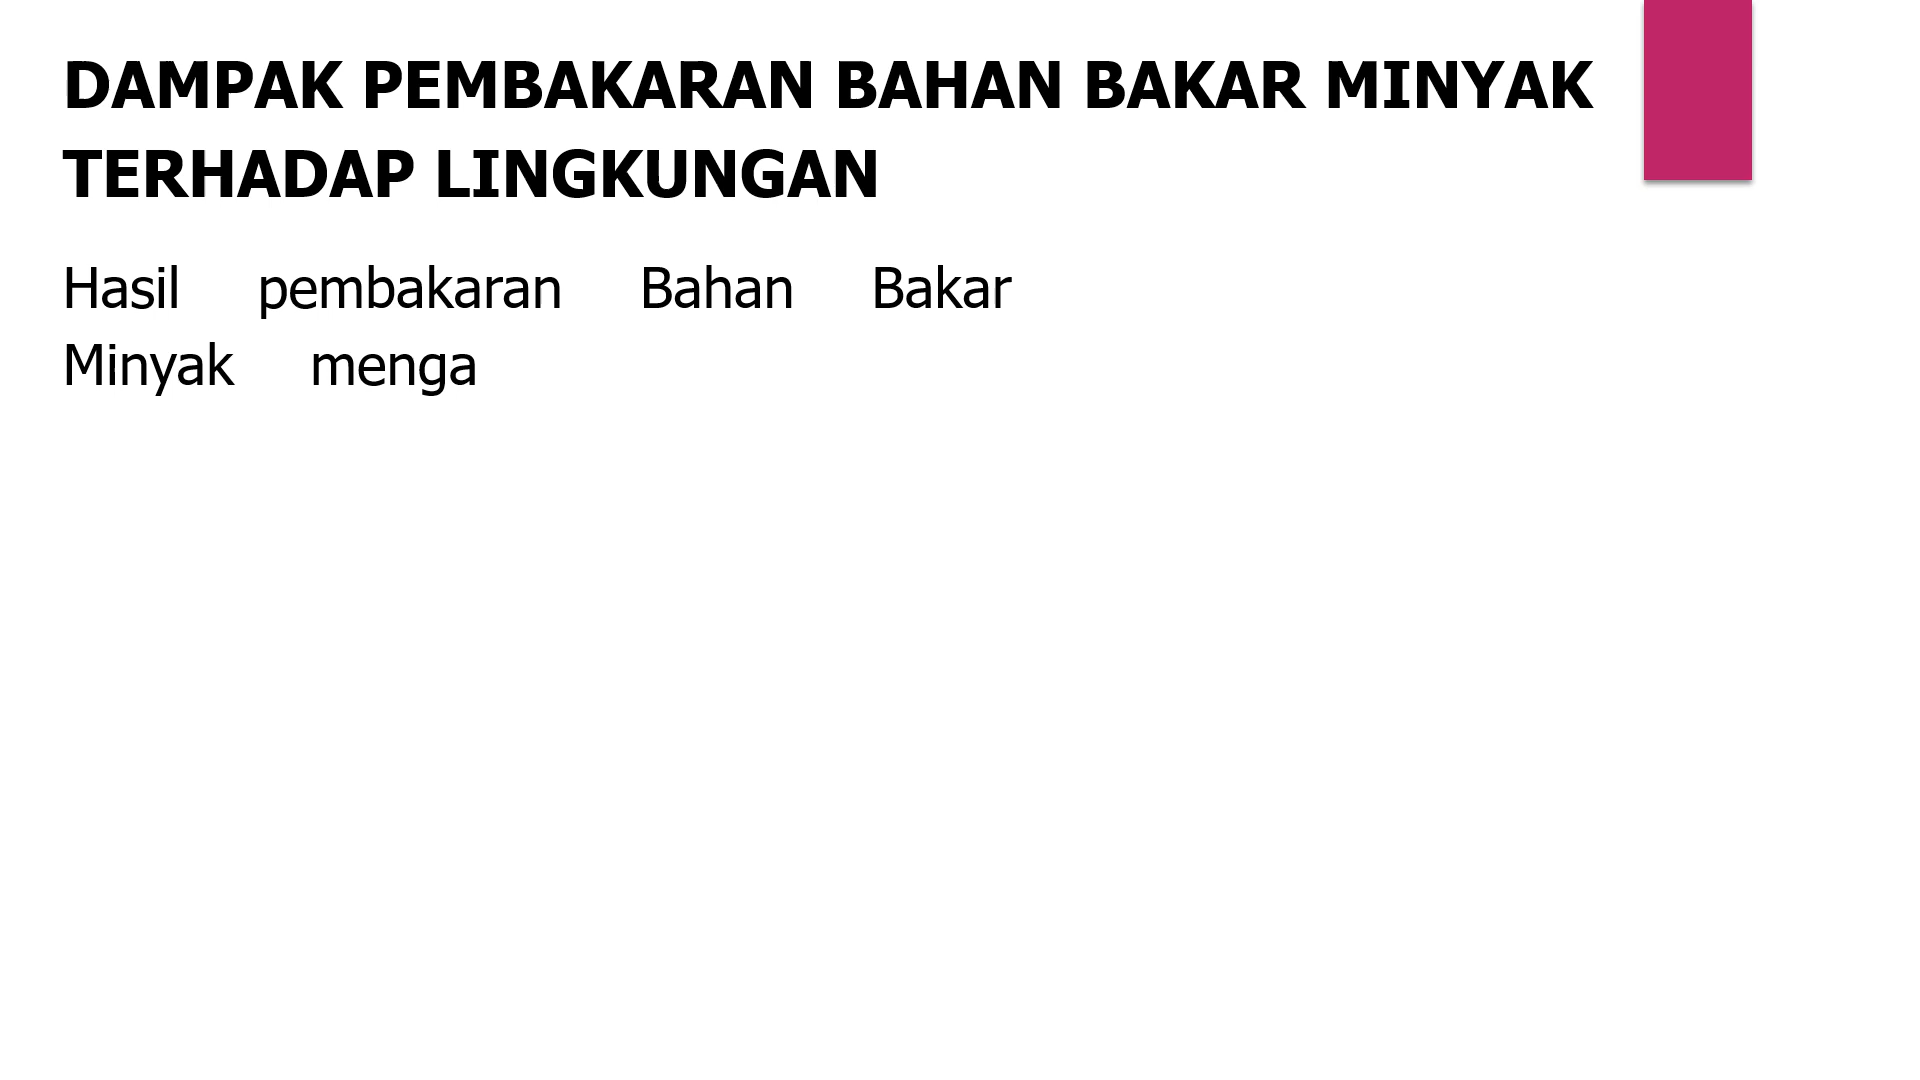 DAMPAK PEMBAKARAN BAHAN BAKAR MINYAK
TERHADAP LINGKUNGAN
Hasil pembakaran Bahan Bakar
Minyak menga